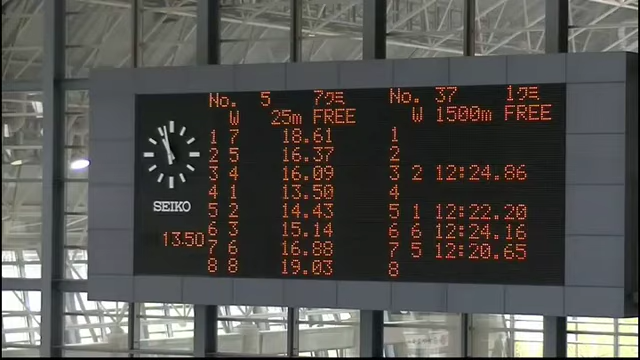 No. 5 7クミ
W 25m FREE
1 7 18.61
2 5 16.37
3 4 16.09
4 1 13.50
5 2 14.43
6 3 15.14
7 6 16.88
8 8 19.03
SEIKO
13.50
No. 37 1クミ
W 1500m FREE
1
2
3 2 12:24.86
4
5 1 12:22.20
6 6 12:24.16
7 5 12:20.65
8